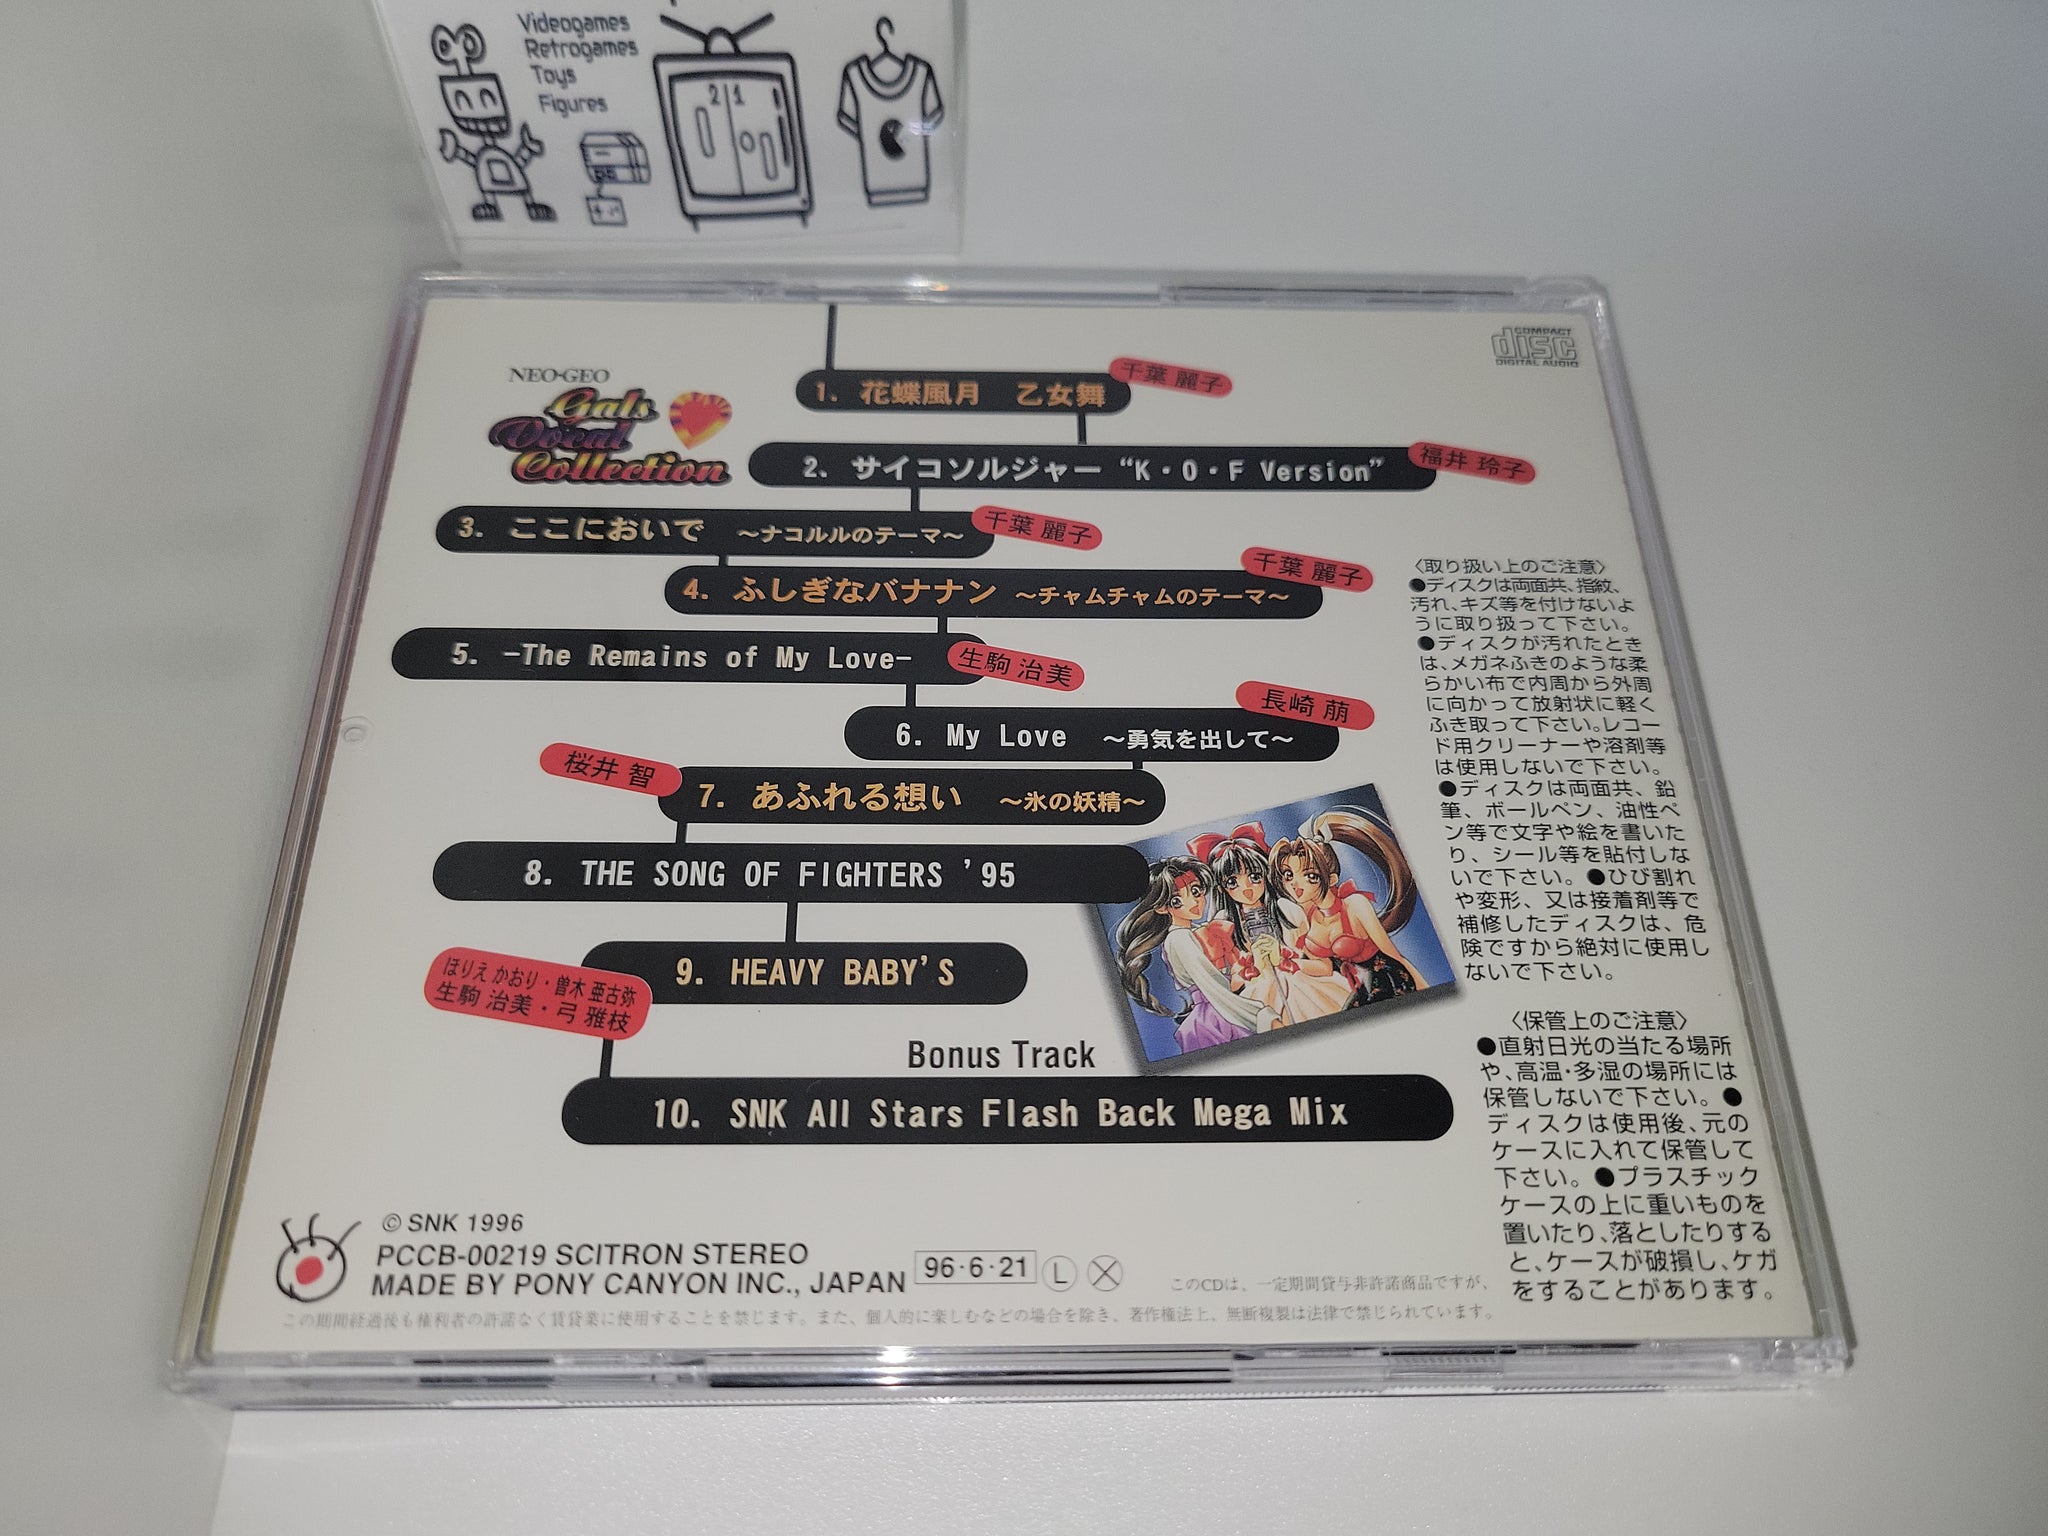 Videogames
Retrogames
Toys
Figures
21
COMPACT
disc
DIGITAL AUDIO
NEO•GEO
Gals
Vocal
Collection
1. 花蝶風月　乙女舞
千葉 麗子
2. サイコソルジャー “K・O・F Version”
福井 玲子
3. ここにおいで ～ナコルルのテーマ～
千葉 麗子
4. ふしぎなバナナン ～チャムチャムのテーマ～
千葉 麗子
5. -The Remains of My Love-
生駒 治美
6. My Love ～勇気を出して～
長崎 萠
桜井 智
7. あふれる想い ～氷の妖精～
8. THE SONG OF FIGHTERS ’95
9. HEAVY BABY’S
ほりえ かおり・曽木 亜古弥
生駒 治美・弓 雅枝
Bonus Track
10. SNK All Stars Flash Back Mega Mix
〈取り扱い上のご注意〉
●ディスクは両面共、指紋、
汚れ、キズ等を付けないよ
うに取り扱って下さい。
●ディスクが汚れたとき
は、メガネふきのような柔
らかい布で内周から外周
に向かって放射状に軽く
ふき取って下さい。レコー
ド用クリーナーや溶剤等
は使用しないで下さい。
●ディスクは両面共、鉛
筆、ボールペン、油性ペ
ン等で文字や絵を書いた
り、シール等を貼付しな
いで下さい。●ひび割れ
や変形、又は接着剤等で
補修したディスクは、危
険ですから絶対に使用し
ないで下さい。
〈保管上のご注意〉
●直射日光の当たる場所
や、高温・多湿の場所には
保管しないで下さい。●
ディスクは使用後、元の
ケースに入れて保管して
下さい。●プラスチック
ケースの上に重いものを
置いたり、落としたりする
と、ケースが破損し、ケガ
をすることがあります。
© SNK 1996
PCCB-00219 SCITRON STEREO
MADE BY PONY CANYON INC., JAPAN
96・6・21 Ⓛ Ⓧ
このCDは、一定期間貸与非許諾商品ですが、
この期間経過後も権利者の許諾なく賃貸業に使用することを禁じます。また、個人的に楽しむなどの場合を除き、著作権法上、無断複製は法律で禁じられています。